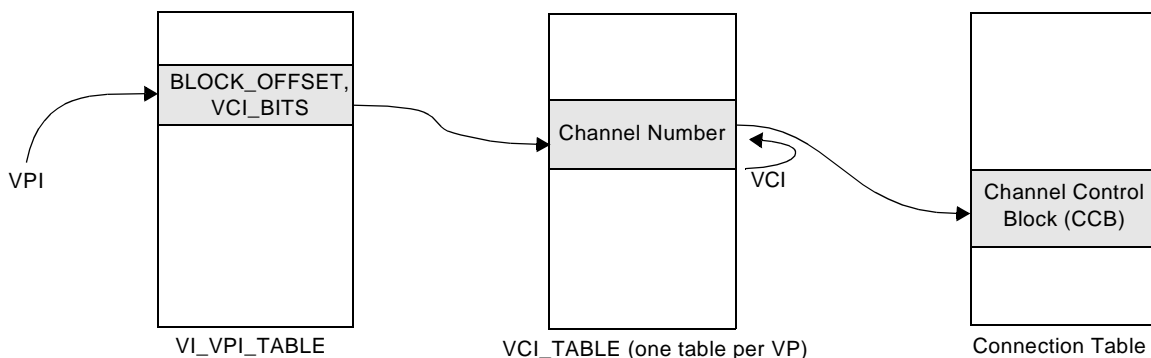 VPI
BLOCK_OFFSET,
VCI_BITS
VI_VPI_TABLE
Channel Number
VCI
VCI_TABLE (one table per VP)
Channel Control
Block (CCB)
Connection Table